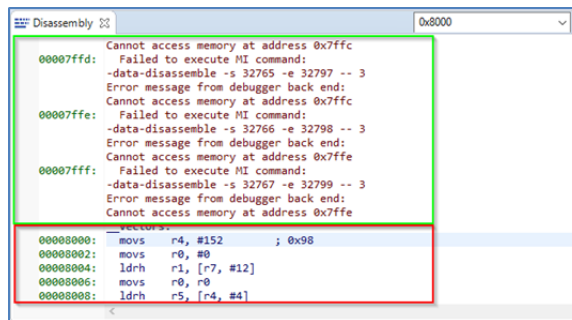 Disassembly
0x8000
Cannot access memory at address 0x7ffc
00007ffd: Failed to execute MI command:
-data-disassemble -s 32765 -e 32797 -- 3
Error message from debugger back end:
Cannot access memory at address 0x7ffc
00007ffe: Failed to execute MI command:
-data-disassemble -s 32766 -e 32798 -- 3
Error message from debugger back end:
Cannot access memory at address 0x7ffe
00007fff: Failed to execute MI command:
-data-disassemble -s 32767 -e 32799 -- 3
Error message from debugger back end:
Cannot access memory at address 0x7ffe
__vectors:
00008000: movs r4, #152 ; 0x98
00008002: movs r0, #0
00008004: ldrh r1, [r7, #12]
00008006: movs r0, r0
00008008: ldrh r5, [r4, #4]